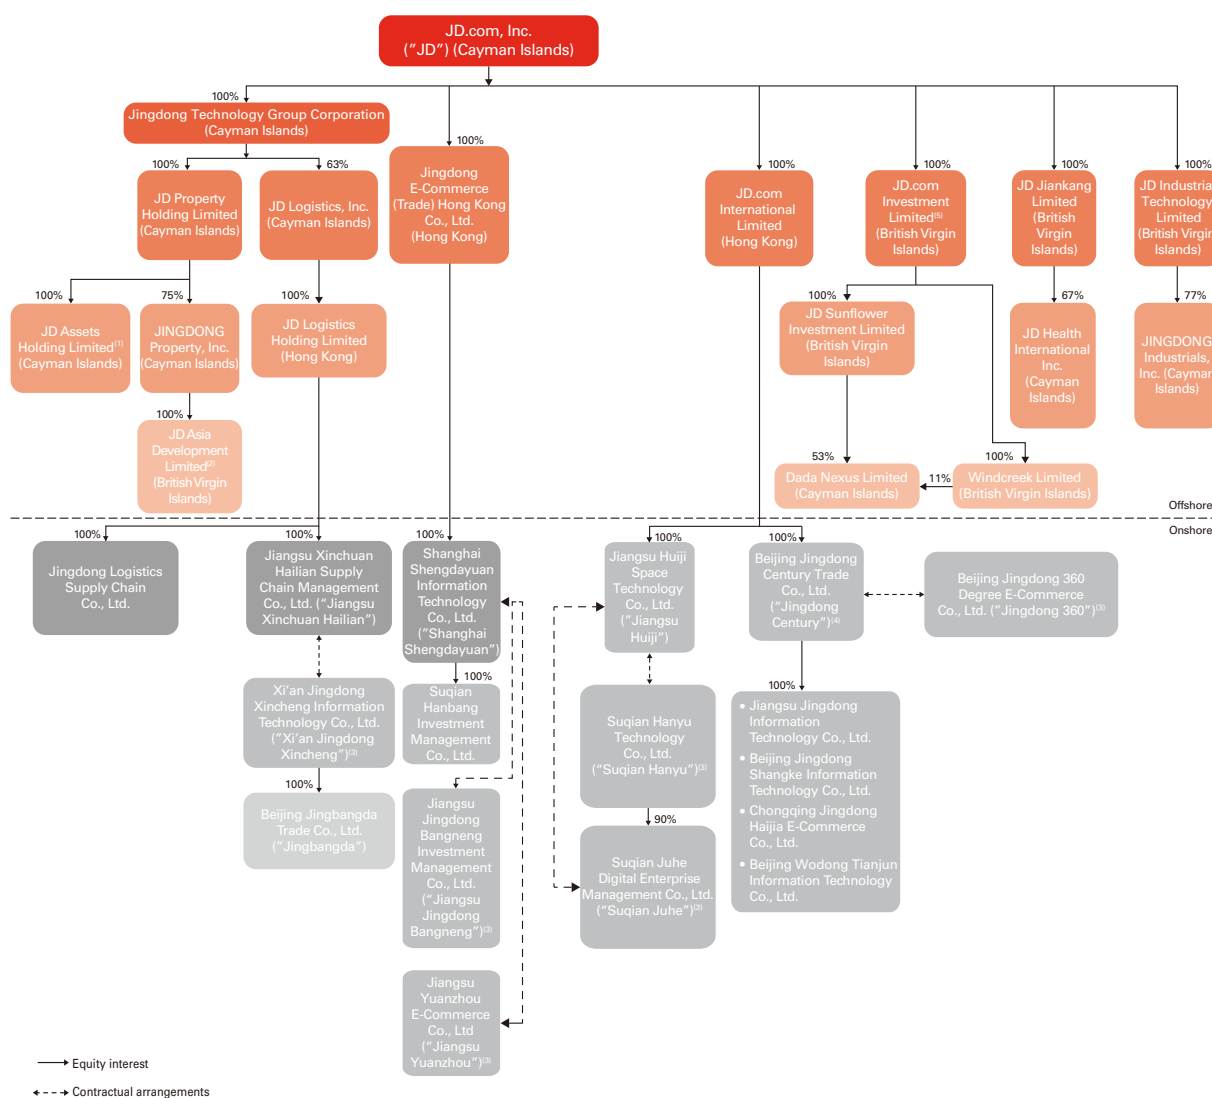 JD.com, Inc.
("JD") (Cayman Islands)
100%
Jingdong Technology Group Corporation
(Cayman Islands)
100%
63%
100%
100%
100%
100%
100%
JD Property
Holding Limited
(Cayman Islands)
JD Logistics, Inc.
(Cayman Islands)
Jingdong
E-Commerce
(Trade) Hong Kong
Co., Ltd.
(Hong Kong)
JD.com
International
Limited
(Hong Kong)
JD.com
Investment
Limited(5)
(British Virgin
Islands)
JD Jiankang
Limited
(British
Virgin
Islands)
JD Industria
Technology
Limited
(British Virgin
Islands)
100%
75%
100%
100%
67%
77%
JD Assets
Holding Limited(1)
(Cayman Islands)
JINGDONG
Property, Inc.
(Cayman Islands)
JD Logistics
Holding Limited
(Hong Kong)
JD Sunflower
Investment Limited
(British Virgin
Islands)
JD Health
International
Inc.
(Cayman
Islands)
JINGDONG
Industrials,
Inc. (Cayman
Islands)
100%
JD Asia
Development
Limited(2)
(British Virgin
Islands)
53%
100%
Dada Nexus Limited
(Cayman Islands)
11%
Windcreek Limited
(British Virgin Islands)
Offshore
Onshore
100%
100%
100%
100%
100%
Jingdong Logistics
Supply Chain
Co., Ltd.
Jiangsu Xinchuan
Hailian Supply
Chain Management
Co., Ltd. ("Jiangsu
Xinchuan Hailian")
Shanghai
Shengdayuan
Information
Technology
Co., Ltd.
("Shanghai
Shengdayuan")
Jiangsu Huiji
Space
Technology
Co., Ltd.
("Jiangsu
Huiji")
Beijing Jingdong
Century Trade
Co., Ltd.
("Jingdong
Century")(4)
Beijing Jingdong 360
Degree E-Commerce
Co., Ltd. ("Jingdong 360")(3)
Xi'an Jingdong
Xincheng Information
Technology Co., Ltd.
("Xi'an Jingdong
Xincheng")(3)
100%
Suqian
Hanbang
Investment
Management
Co., Ltd.
Suqian Hanyu
Technology
Co., Ltd.
("Suqian Hanyu")(3)
100%
• Jiangsu Jingdong
Information
Technology Co., Ltd.
• Beijing Jingdong
Shangke Information
Technology Co., Ltd.
• Chongqing Jingdong
Haijia E-Commerce
Co., Ltd.
• Beijing Wodong Tianjun
Information Technology
Co., Ltd.
100%
Beijing Jingbangda
Trade Co., Ltd.
("Jingbangda")
Jiangsu
Jingdong
Bangneng
Investment
Management
Co., Ltd.
("Jiangsu
Jingdong
Bangneng")(3)
90%
Suqian Juhe
Digital Enterprise
Management Co., Ltd.
("Suqian Juhe")(3)
Jiangsu
Yuanzhou
E-Commerce
Co., Ltd
("Jiangsu
Yuanzhou")(3)
Equity interest
Contractual arrangements